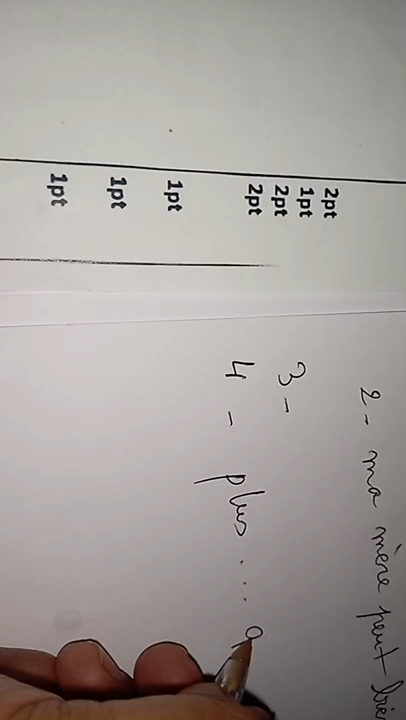 2pt
1pt
2pt
2pt
1pt
1pt
1pt
2- ma mère peut
3-
4- plus...